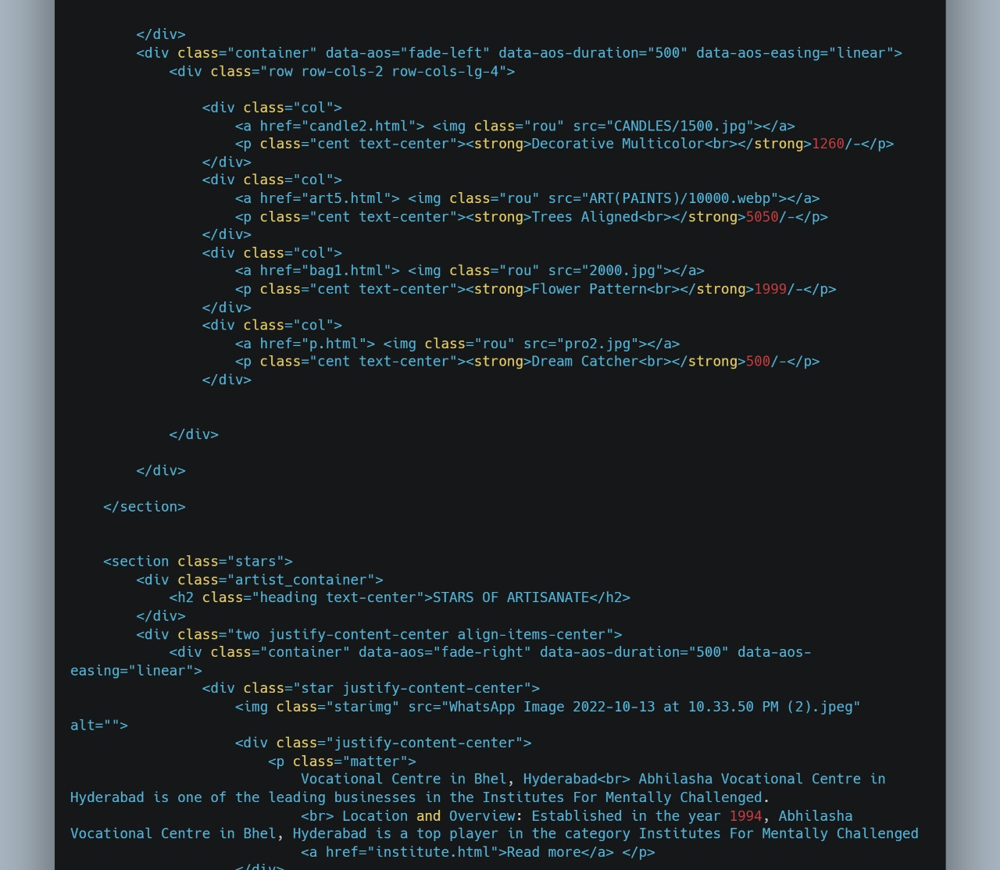 </div>
<div class="container" data-aos="fade-left" data-aos-duration="500" data-aos-easing="linear">
<div class="row row-cols-2 row-cols-lg-4">
<div class="col">
<a href="candle2.html"> <img class="rou" src="CANDLES/1500.jpg"></a>
<p class="cent text-center"><strong>Decorative Multicolor<br></strong>1260/-</p>
</div>
<div class="col">
<a href="art5.html"> <img class="rou" src="ART(PAINTS)/10000.webp"></a>
<p class="cent text-center"><strong>Trees Aligned<br></strong>5050/-</p>
</div>
<div class="col">
<a href="bag1.html"> <img class="rou" src="2000.jpg"></a>
<p class="cent text-center"><strong>Flower Pattern<br></strong>1999/-</p>
</div>
<div class="col">
<a href="p.html"> <img class="rou" src="pro2.jpg"></a>
<p class="cent text-center"><strong>Dream Catcher<br></strong>500/-</p>
</div>
</div>
</div>
</section>
<section class="stars">
<div class="artist_container">
<h2 class="heading text-center">STARS OF ARTISANATE</h2>
</div>
<div class="two justify-content-center align-items-center">
<div class="container" data-aos="fade-right" data-aos-duration="500" data-aos-
easing="linear">
<div class="star justify-content-center">
<img class="starimg" src="WhatsApp Image 2022-10-13 at 10.33.50 PM (2).jpeg"
alt="">
<div class="justify-content-center">
<p class="matter">
Vocational Centre in Bhel, Hyderabad<br> Abhilasha Vocational Centre in
Hyderabad is one of the leading businesses in the Institutes For Mentally Challenged.
<br> Location and Overview: Established in the year 1994, Abhilasha
Vocational Centre in Bhel, Hyderabad is a top player in the category Institutes For Mentally Challenged
<a href="institute.html">Read more</a> </p>
</div>